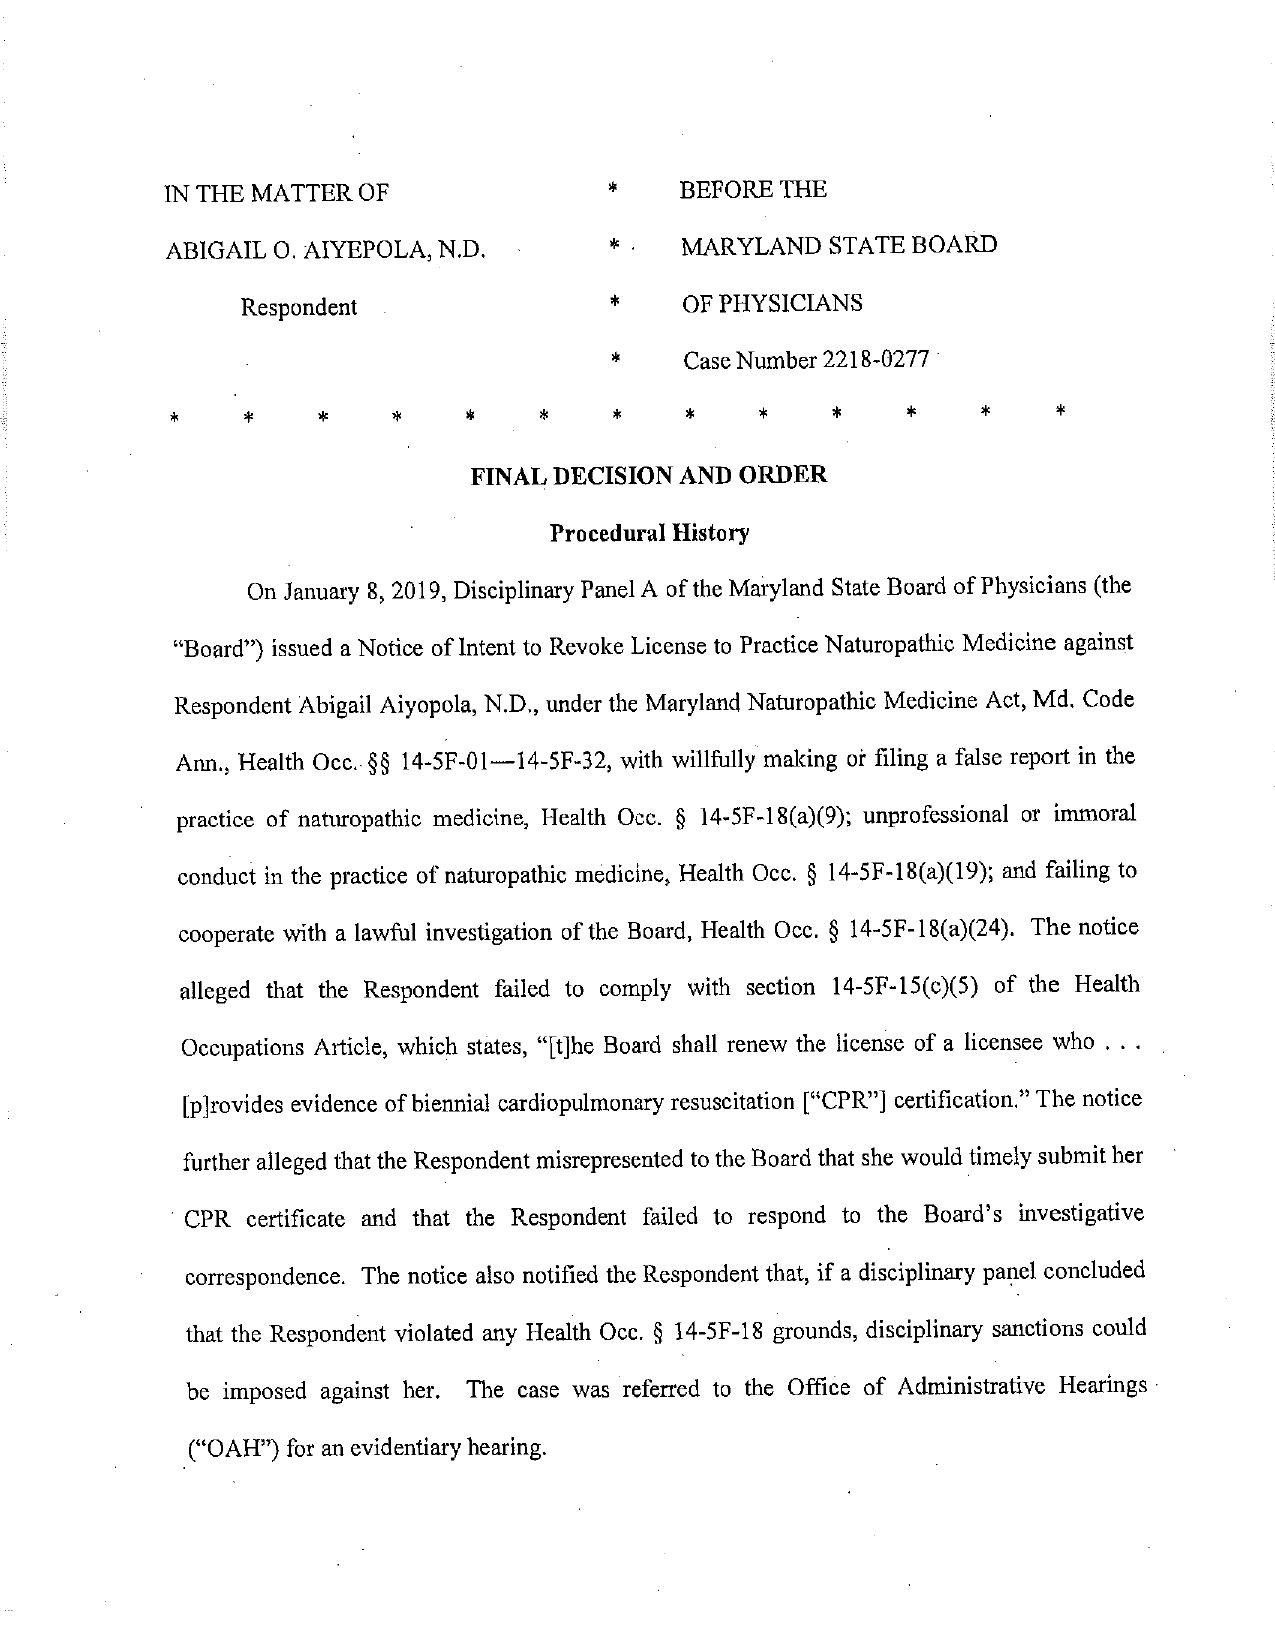 IN THE MATTER OF * BEFORE THE
ABIGAIL O. AIYEPOLA, N.D. * MARYLAND STATE BOARD
Respondent * OF PHYSICIANS
* Case Number 2218-0277
* * * * * * * * * * * * *
FINAL DECISION AND ORDER
Procedural History
On January 8, 2019, Disciplinary Panel A of the Maryland State Board of Physicians (the
“Board”) issued a Notice of Intent to Revoke License to Practice Naturopathic Medicine against
Respondent Abigail Aiyopola, N.D., under the Maryland Naturopathic Medicine Act, Md. Code
Ann., Health Occ. §§ 14-5F-01—14-5F-32, with willfully making or filing a false report in the
practice of naturopathic medicine, Health Occ. § 14-5F-18(a)(9); unprofessional or immoral
conduct in the practice of naturopathic medicine, Health Occ. § 14-5F-18(a)(19); and failing to
cooperate with a lawful investigation of the Board, Health Occ. § 14-5F-18(a)(24). The notice
alleged that the Respondent failed to comply with section 14-5F-15(c)(5) of the Health
Occupations Article, which states, “[t]he Board shall renew the license of a licensee who . . .
[p]rovides evidence of biennial cardiopulmonary resuscitation [“CPR”] certification.” The notice
further alleged that the Respondent misrepresented to the Board that she would timely submit her
CPR certificate and that the Respondent failed to respond to the Board’s investigative
correspondence. The notice also notified the Respondent that, if a disciplinary panel concluded
that the Respondent violated any Health Occ. § 14-5F-18 grounds, disciplinary sanctions could
be imposed against her. The case was referred to the Office of Administrative Hearings
(“OAH”) for an evidentiary hearing.